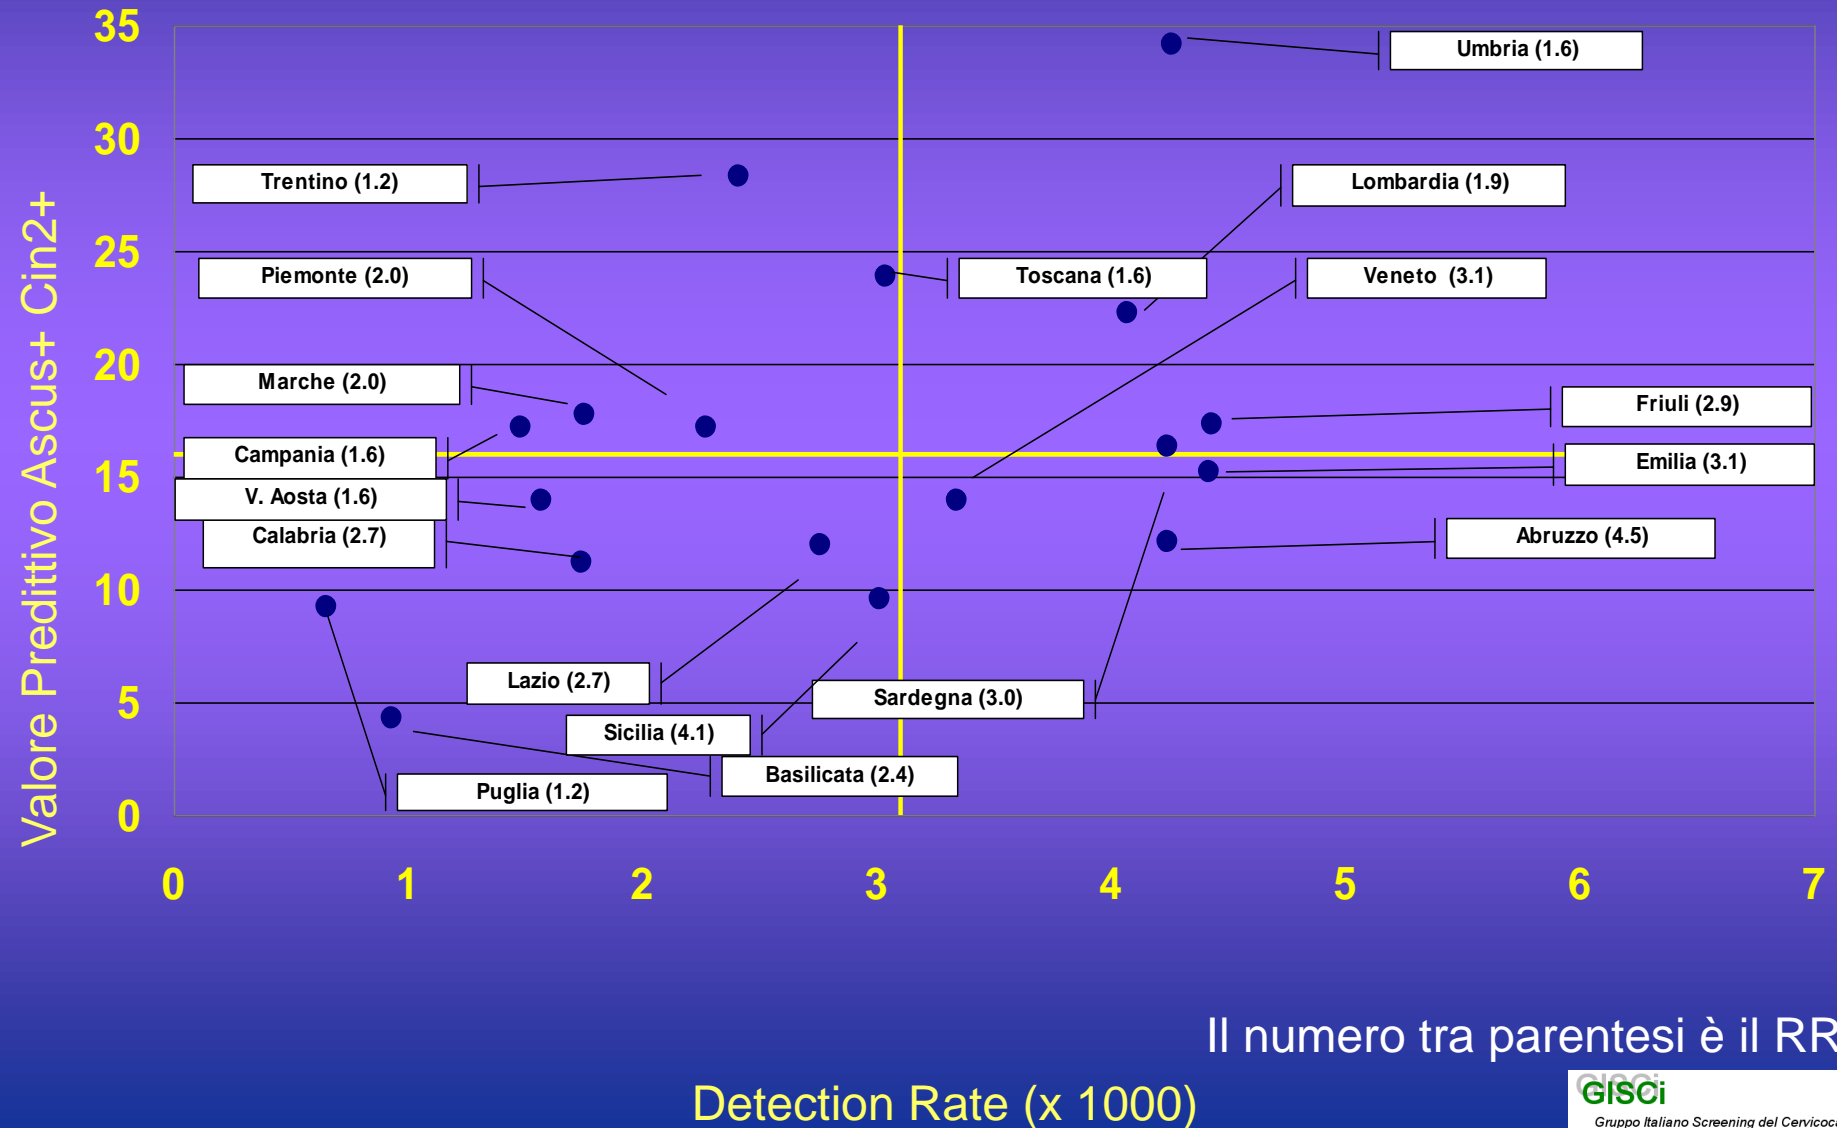 35
Umbria (1.6)
30
Trentino (1.2)
Lombardia (1.9)
25
Piemonte (2.0)
Toscana (1.6)
Veneto (3.1)
20
Marche (2.0)
Friuli (2.9)
Campania (1.6)
Emilia (3.1)
15
V. Aosta (1.6)
Calabria (2.7)
Abruzzo (4.5)
10
Lazio (2.7)
Sardegna (3.0)
5
Sicilia (4.1)
Basilicata (2.4)
Puglia (1.2)
0
Valore Predittivo Ascus+ Cin2+
0 1 2 3 4 5 6 7
Il numero tra parentesi è il RR
Detection Rate (x 1000)
GISCi
Gruppo Italiano Screening del